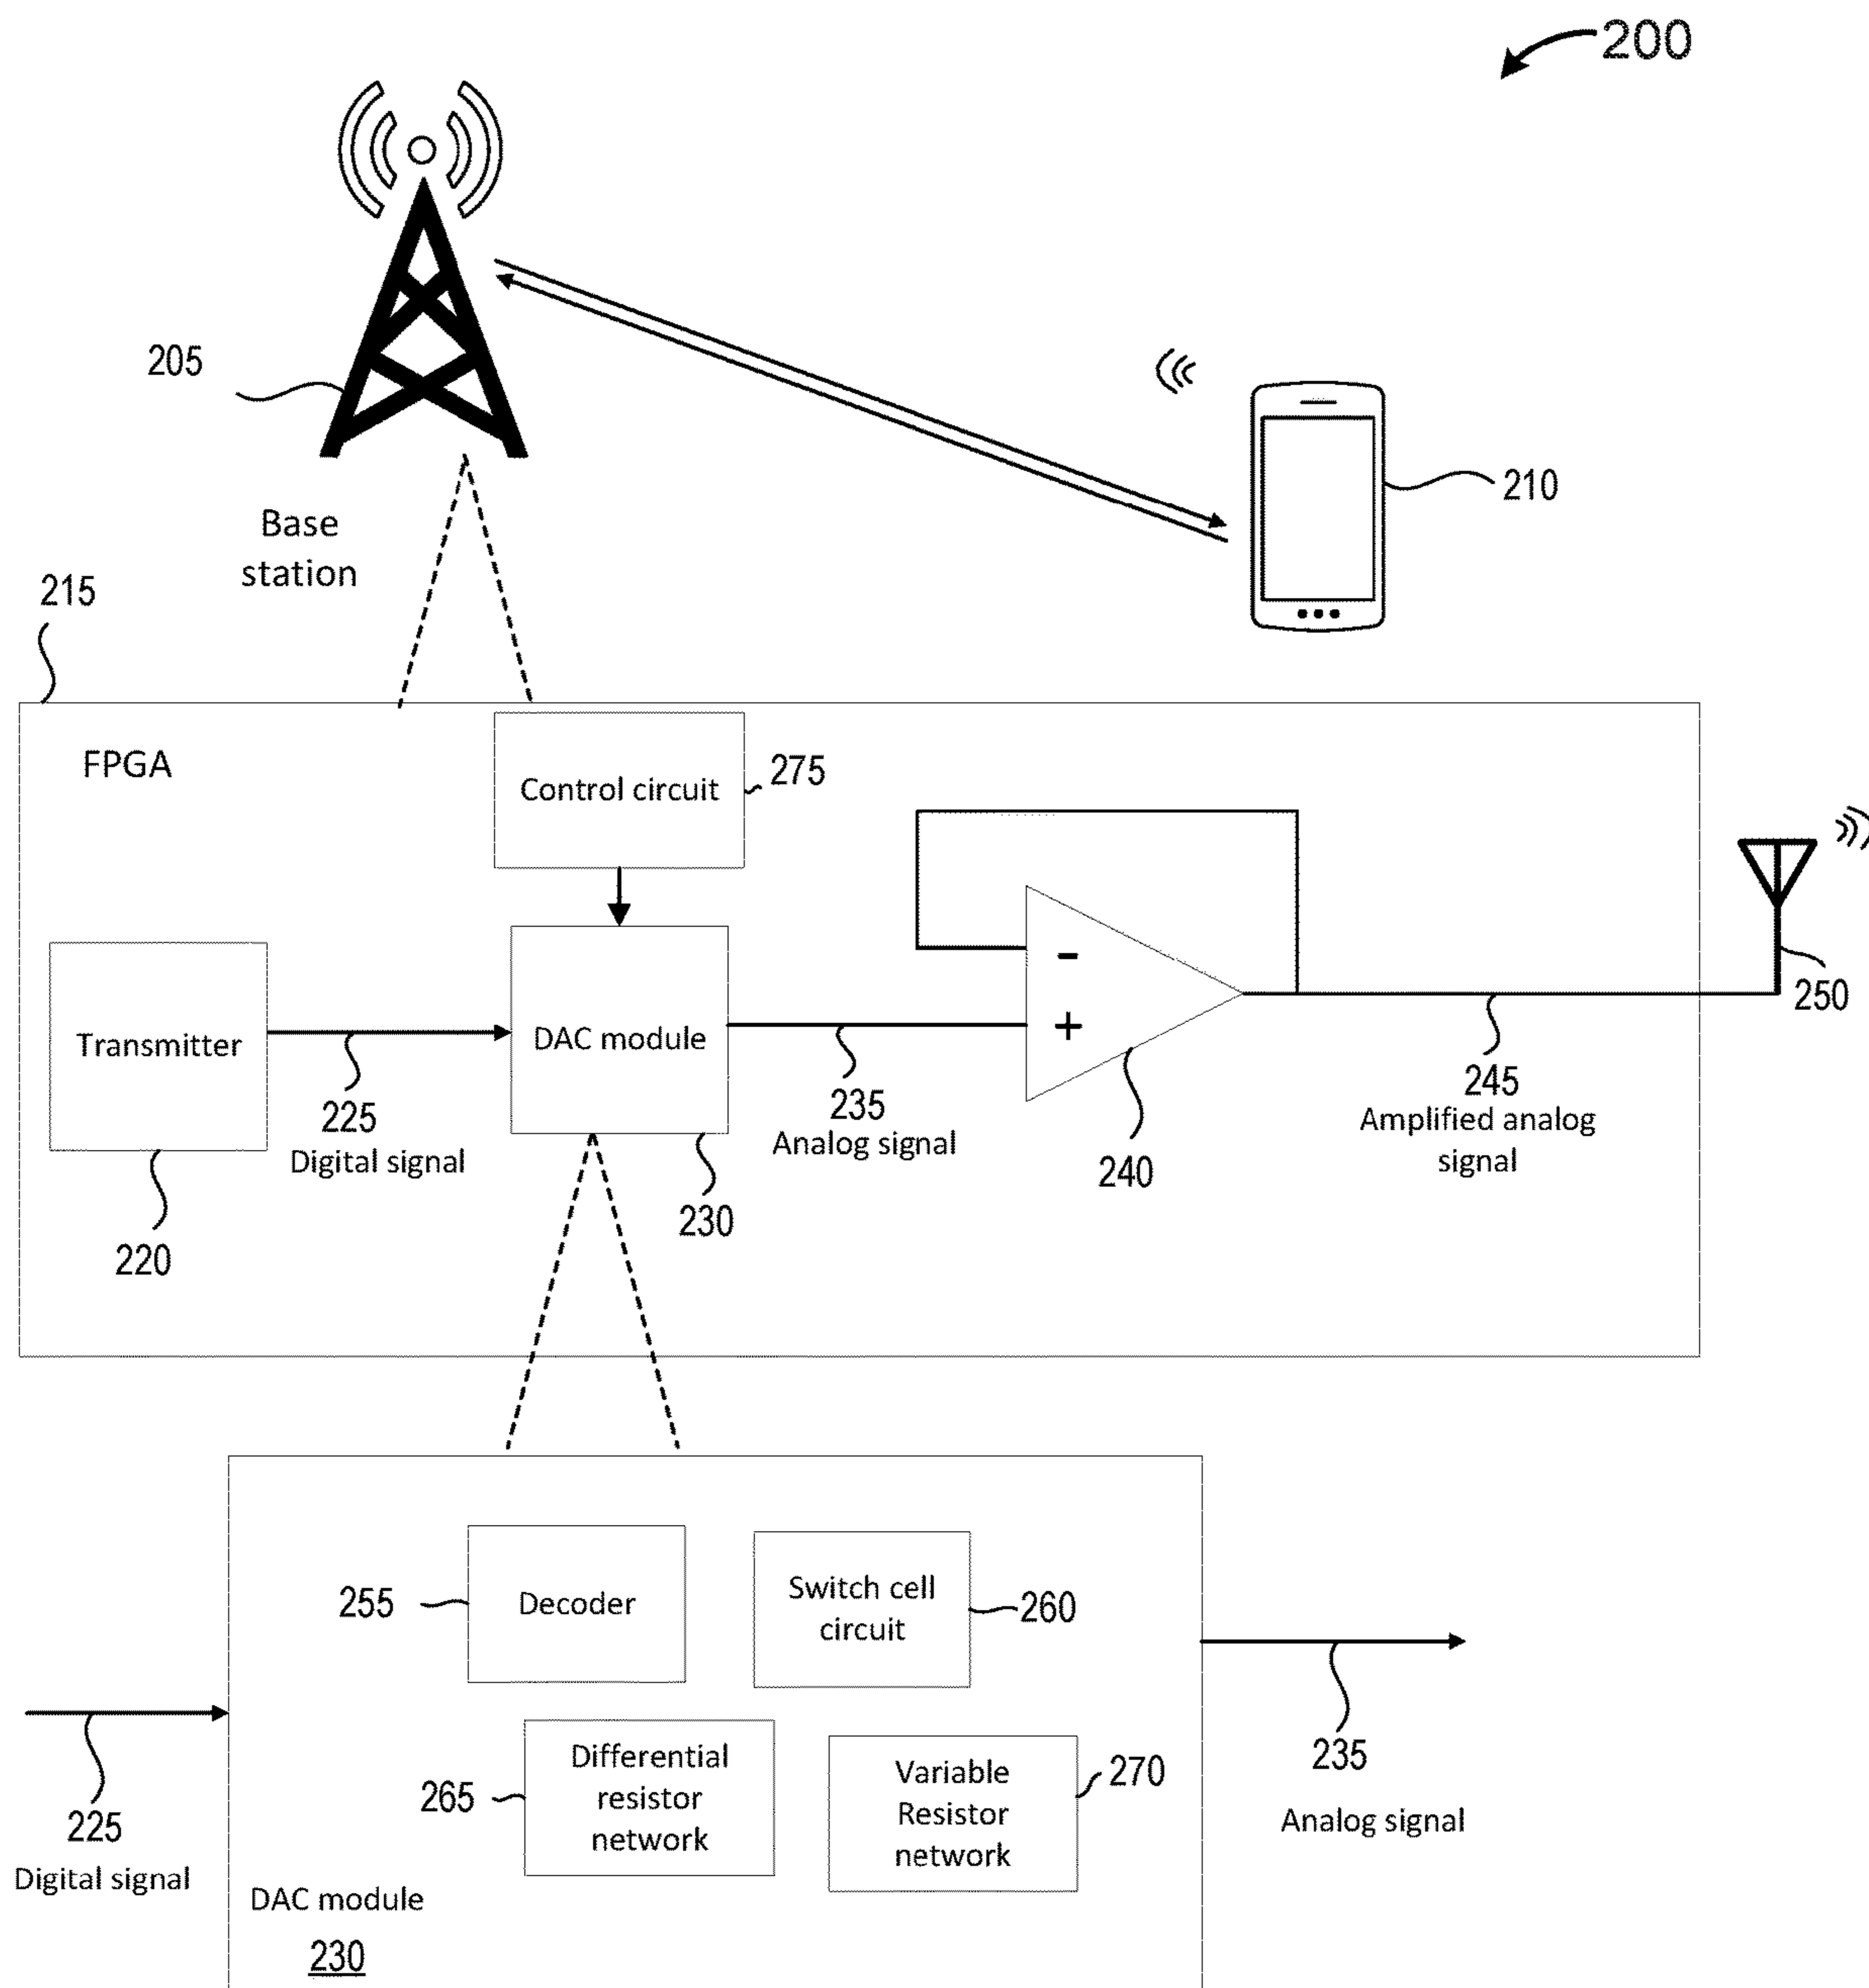 200
205
210
Base
station
215
FPGA
Control circuit
275
Transmitter
DAC module
-
+
225
Digital signal
235
Analog signal
240
245
Amplified analog
signal
250
220
230
255
Decoder
Switch cell
circuit
260
265
Differential
resistor
network
Variable
Resistor
network
270
225
Digital signal
235
Analog signal
DAC module
230